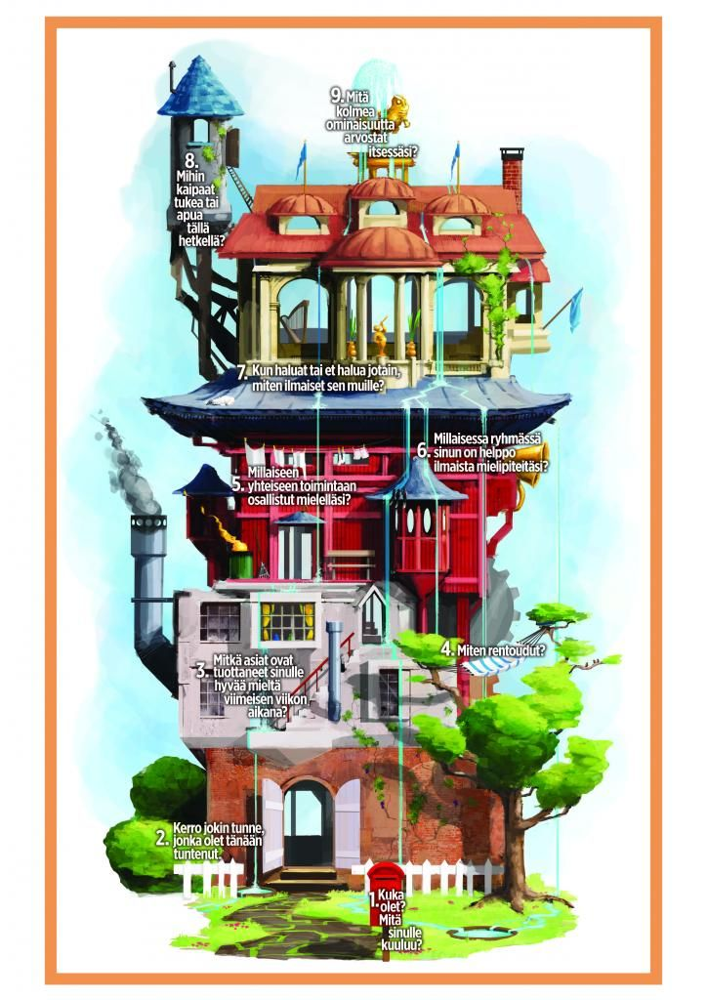 9. Mitä
kolmea
ominaisuutta
arvostat
itsessäsi?
8.
Mihin
kaipaat
tukea tai
apua
tällä
hetkellä?
7. Kun haluat tai et halua jotain,
miten ilmaiset sen muille?
6. Millaisessa ryhmässä
sinun on helppo
ilmaista mielipiteitäsi?
5. Millaiseen
yhteiseen toimintaan
osallistut mielelläsi?
4. Miten rentoudut?
3. Mitkä asiat ovat
tuottaneet sinulle
hyvää mieltä
viimeisen viikon
aikana?
2. Kerro jokin tunne,
jonka olet tänään
tuntenut.
1. Kuka
olet?
Mitä
sinulle
kuuluu?